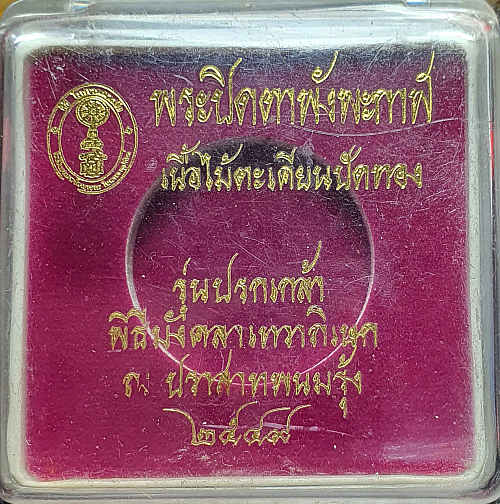 พระปิดตาพังพะกาฬ
เนื้อไม้ตะเคียนปัดทอง
รุ่นปรกเกล้า
พิธีมังคลาเทวาภิเษก
ณ ปราสาทพนมรุ้ง
๒๕๔๙